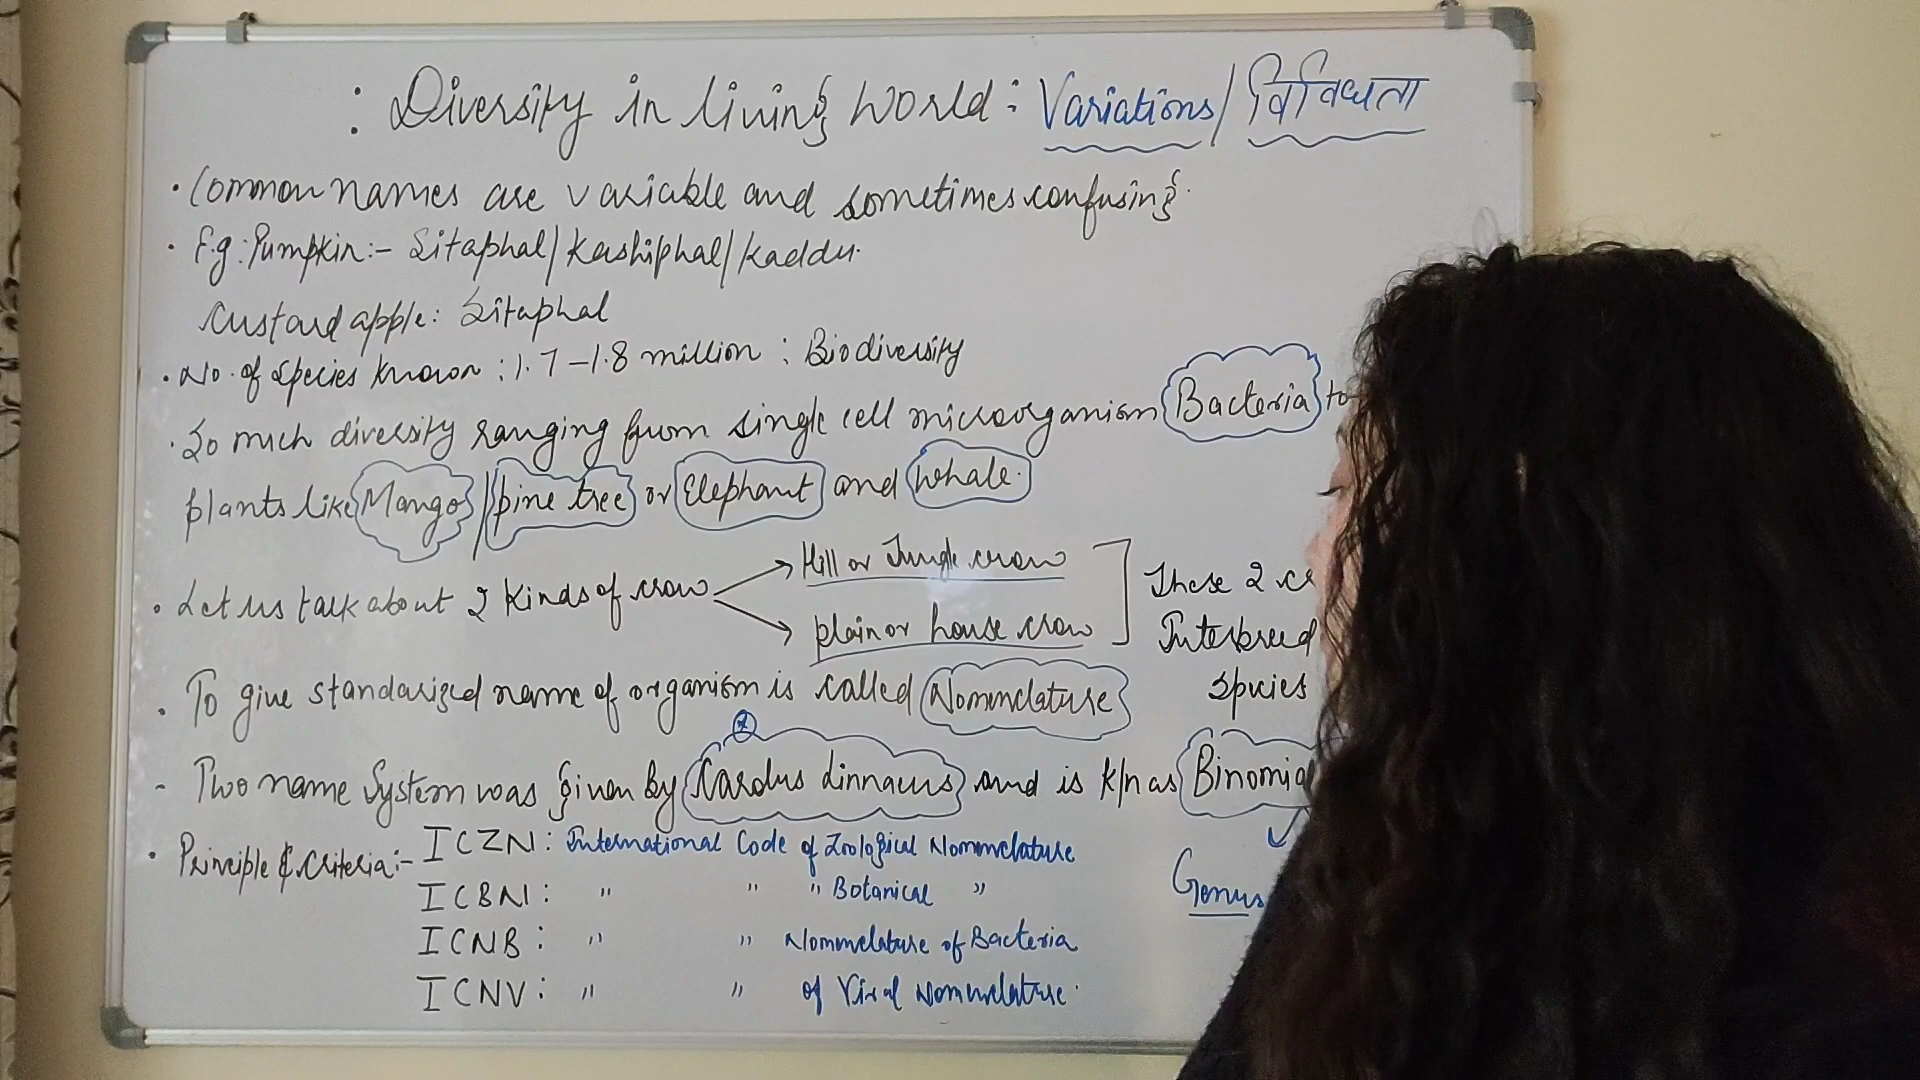 : Diversity in living world : Variations / विविधता
• Common names are variable and sometimes confusing.
• E.g : Pumpkin :- Sitaphal / Kashiphal / Kaddu.
Custard apple : Sitaphal
• No. of species known : 1.7 – 1.8 million : Biodiversity
• So much diversity ranging from single cell microorganism Bacteria to
plants like Mango / pine tree or Elephant and Whale.
Hill or Jungle crow
• Let us talk about 2 kinds of crow
These 2
plain or house crow
Interbreed
species
• To give standarized name of organism is called Nomenclature
- Two name system was given by Carolus Linnaeus and is k/n as
• Principle & Criteria :- ICZN : International Code of Zoological Nomenclature
ICBN : " " " Botanical "
Genus
ICNB : " " Nomenclature of Bacteria
ICNV : " " of Viral Nomenclature.